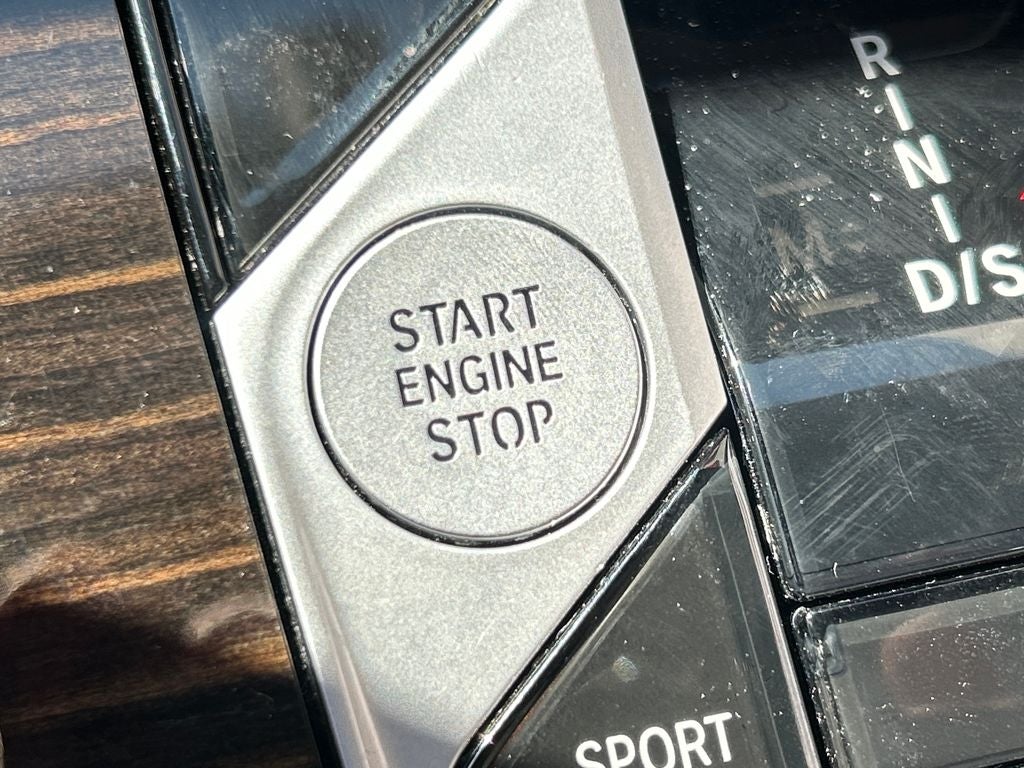 START
ENGINE
STOP
R
I
N
I
D/S
SPORT